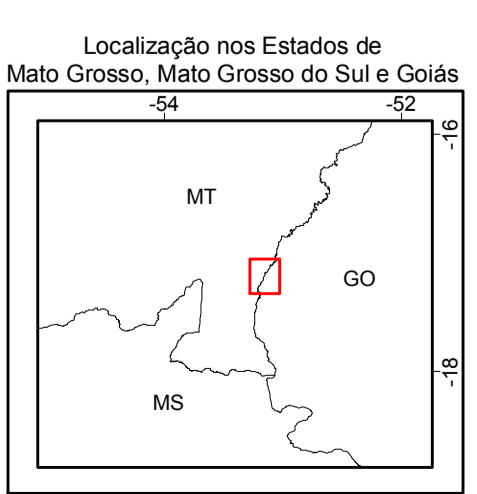 Localização nos Estados de
Mato Grosso, Mato Grosso do Sul e Goiás
-54 -52
-16
MT
GO
-18
MS